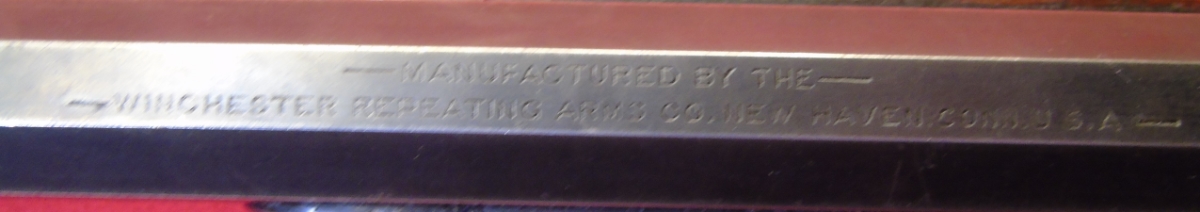 —MANUFACTURED BY THE—
—WINCHESTER REPEATING ARMS CO. NEW HAVEN. CONN. U.S.A.—